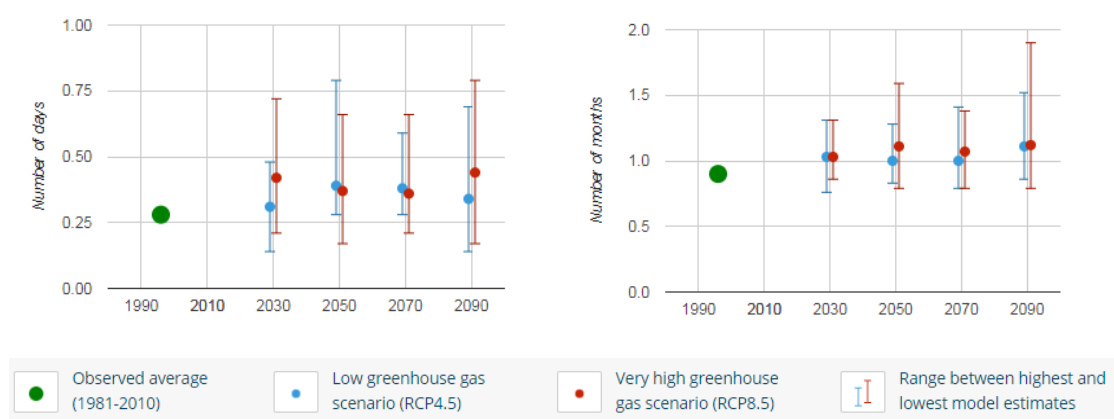 1.00
0.75
0.50
0.25
0.00
Number of days
1990 2010 2030 2050 2070 2090
2.0
1.5
1.0
0.5
0.0
Number of months
1990 2010 2030 2050 2070 2090
Observed average
(1981-2010)
Low greenhouse gas
scenario (RCP4.5)
Very high greenhouse
gas scenario (RCP8.5)
Range between highest and
lowest model estimates